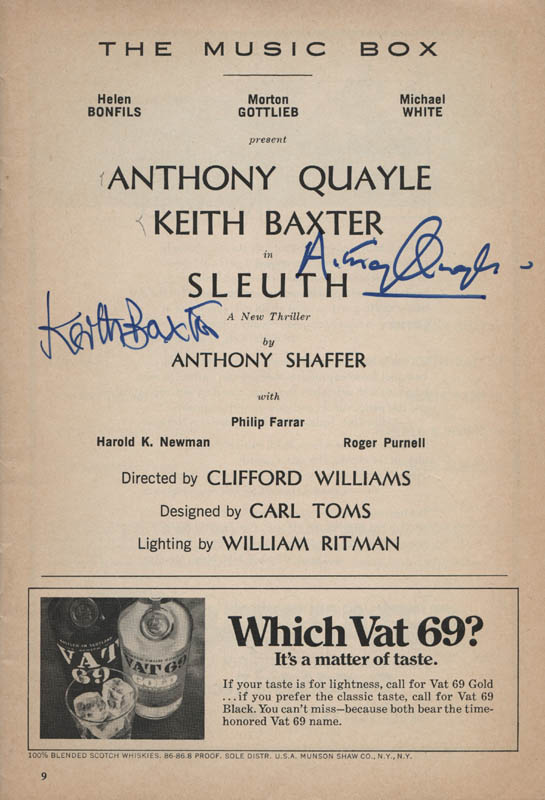 THE MUSIC BOX
Helen Morton Michael
BONFILS GOTTLIEB WHITE
present
ANTHONY QUAYLE
KEITH BAXTER
in
Anthony Quayle
SLEUTH
Keith Baxter
A New Thriller
by
ANTHONY SHAFFER
with
Philip Farrar
Harold K. Newman Roger Purnell
Directed by CLIFFORD WILLIAMS
Designed by CARL TOMS
Lighting by WILLIAM RITMAN
VAT 69
VAT 69
GOLD
Which Vat 69?
It's a matter of taste.
If your taste is for lightness, call for Vat 69 Gold
...if you prefer the classic taste, call for Vat 69
Black. You can't miss—because both bear the time-
honored Vat 69 name.
100% BLENDED SCOTCH WHISKIES. 86-86.8 PROOF. SOLE DISTR. U.S.A. MUNSON SHAW CO., N.Y., N.Y.
9